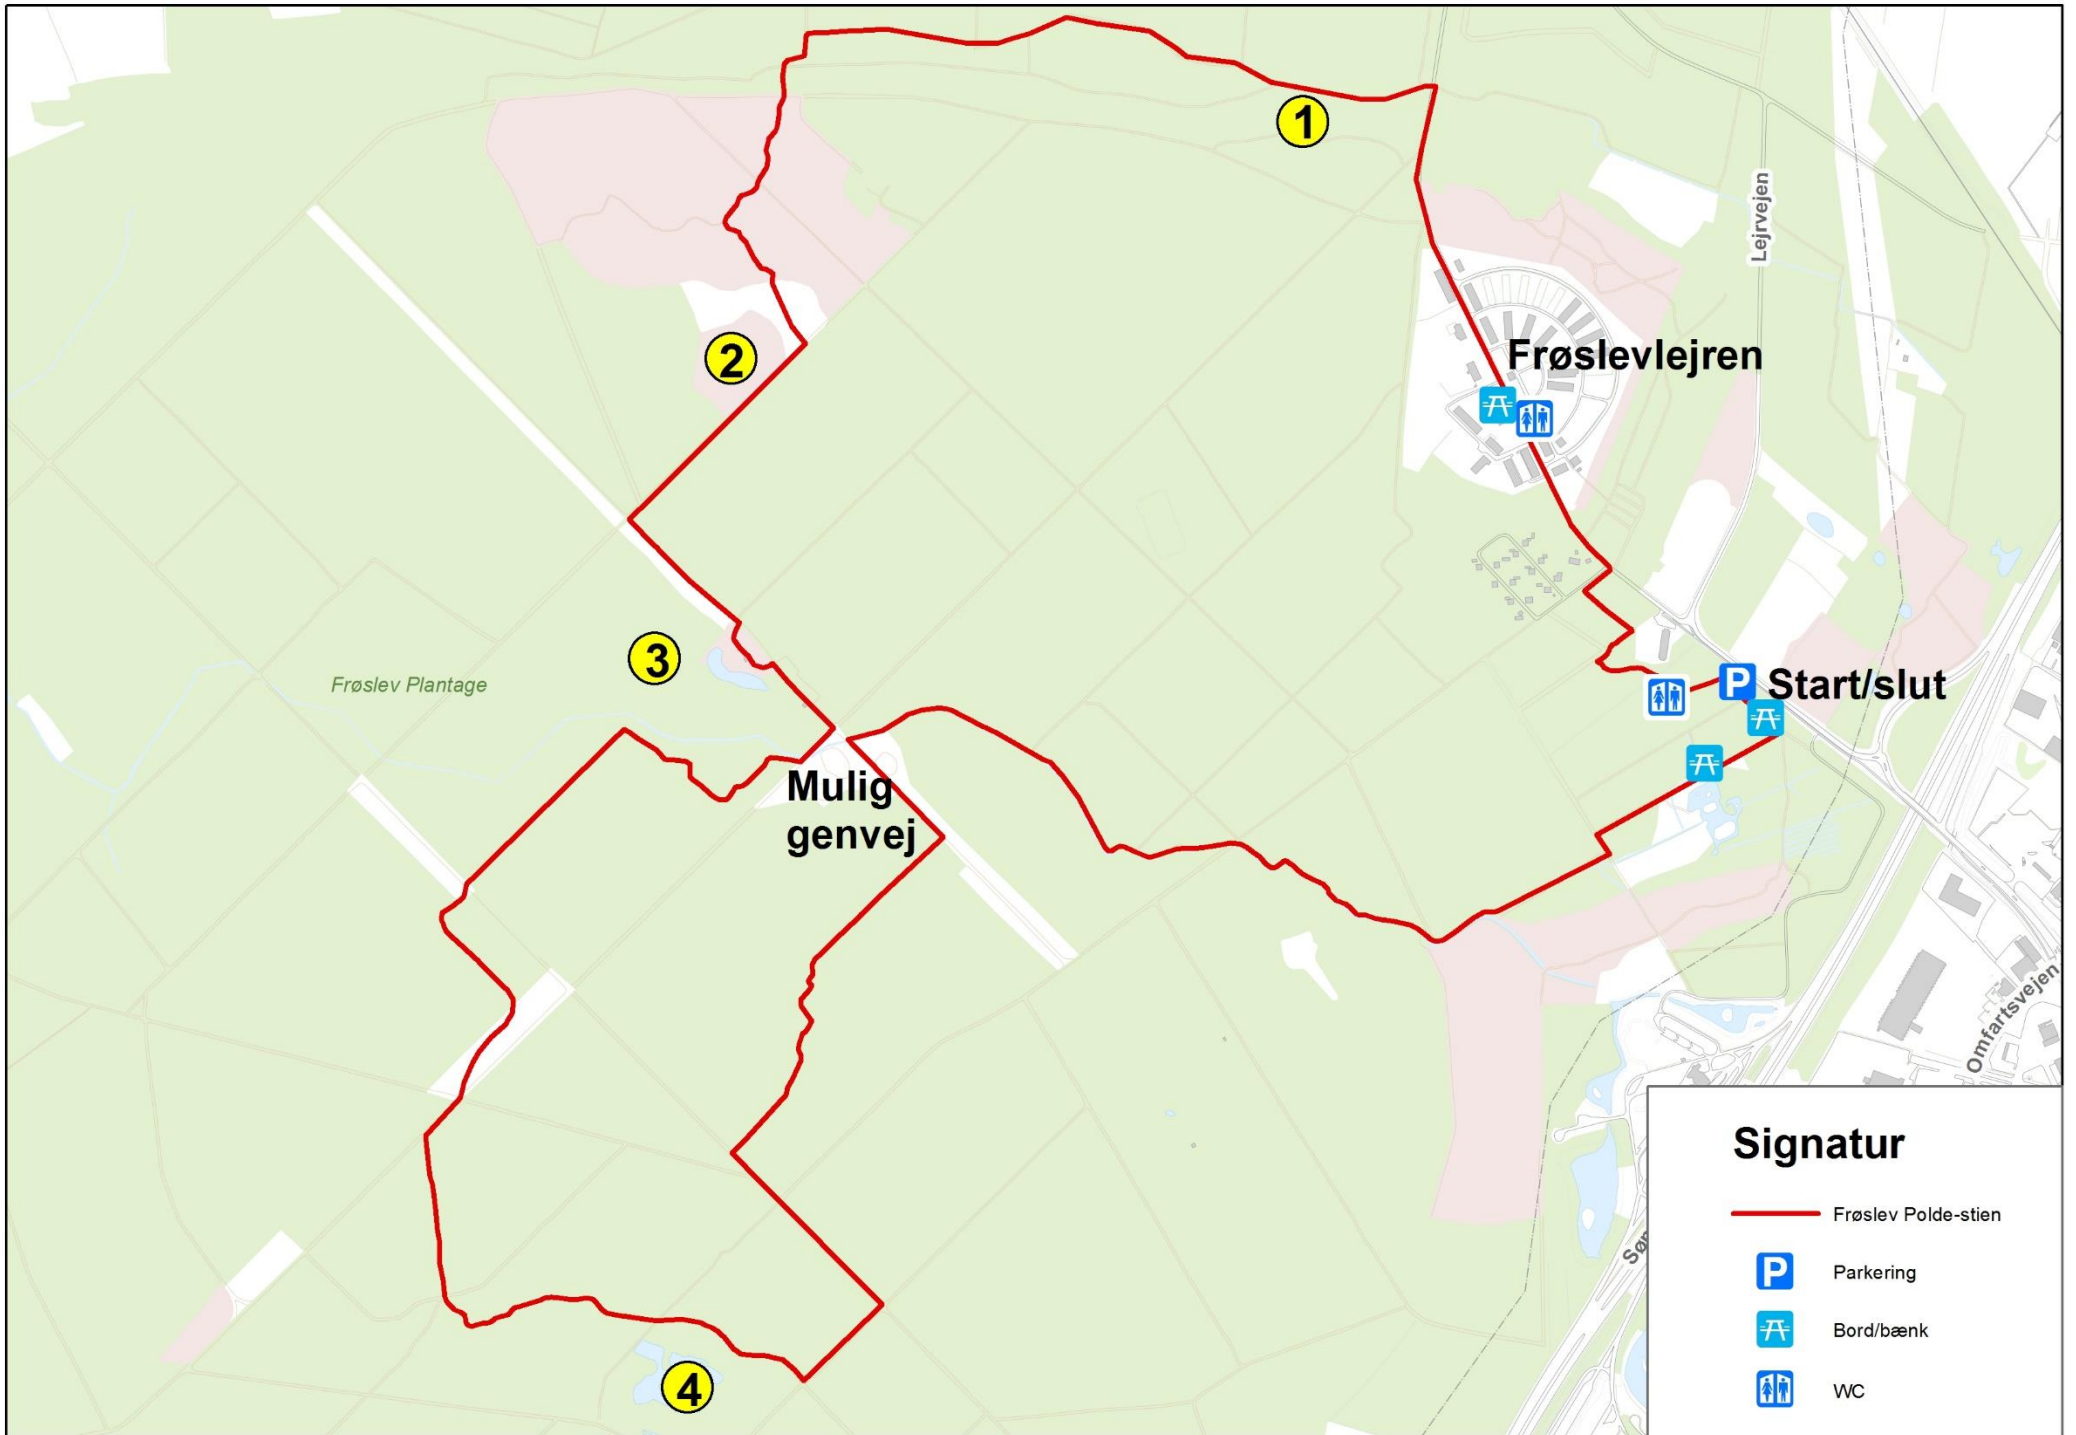 1
Lejrvejen
2
Frøslevlejren
3
Frøslev Plantage
P
Start/slut
Mulig
genvej
Omfartsvejen
4
Signatur
Frøslev Polde-stien
P
Parkering
Bord/bænk
WC